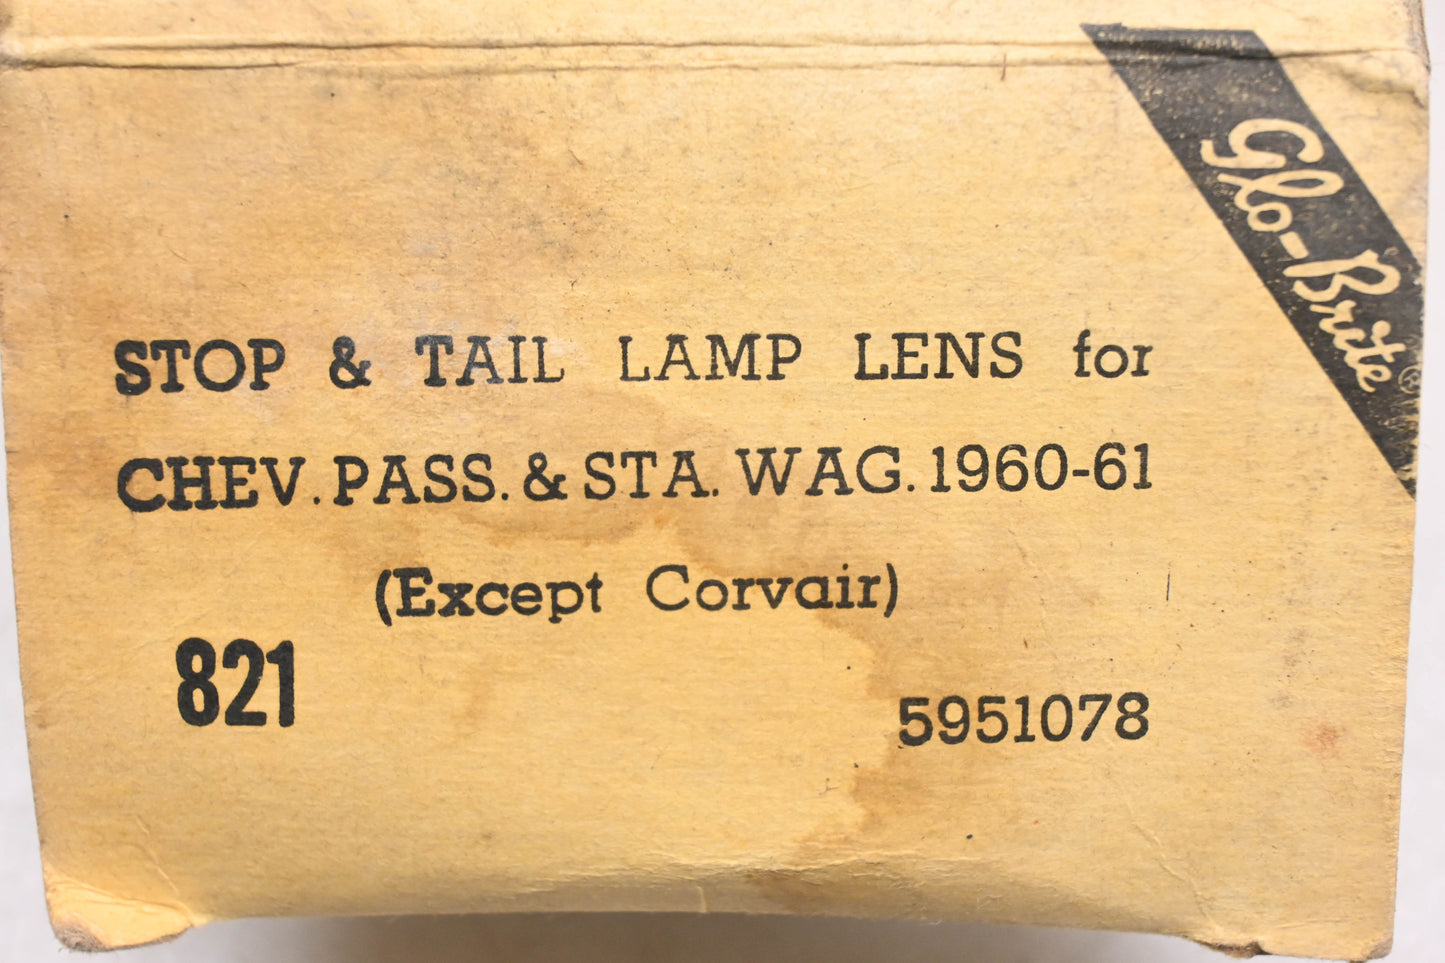 Glo-Brite®
STOP & TAIL LAMP LENS for
CHEV. PASS. & STA. WAG. 1960-61
(Except Corvair)
821
5951078